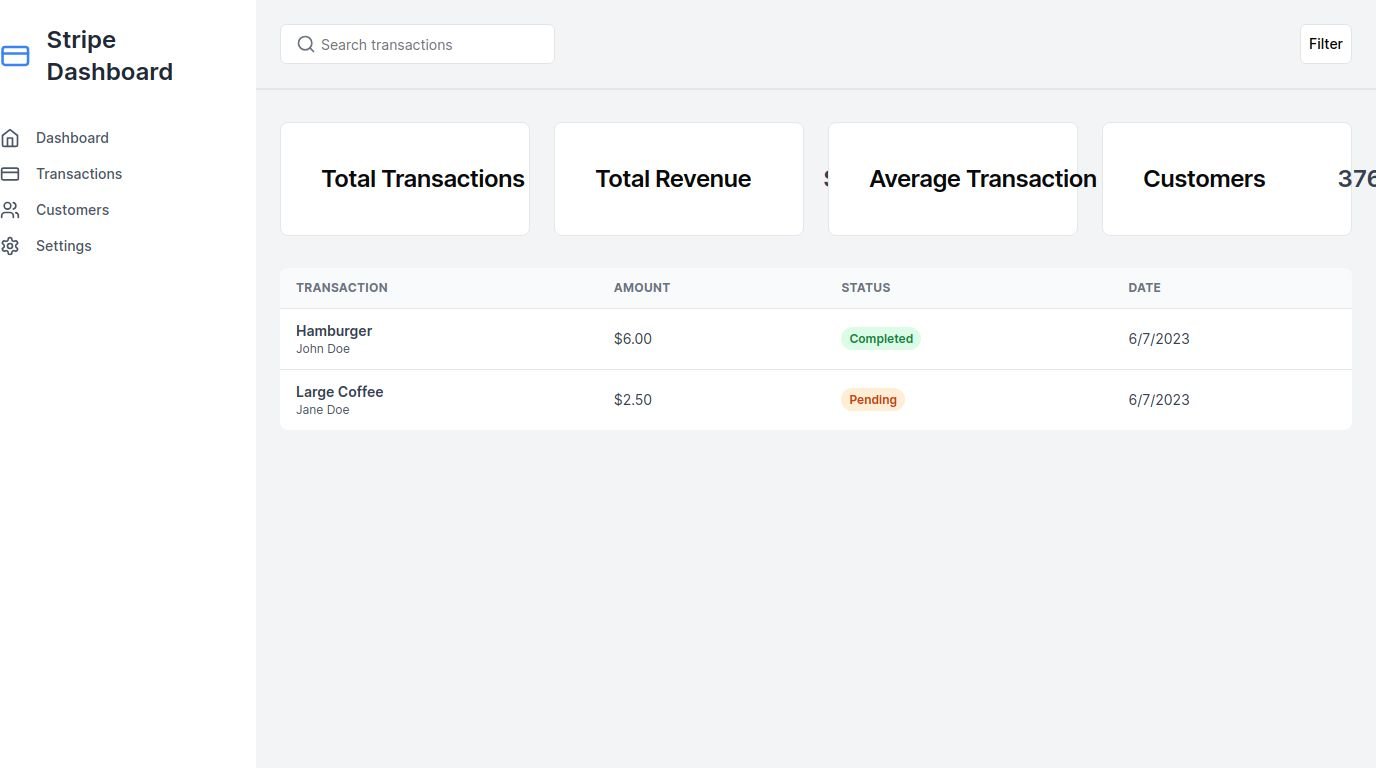 Stripe
Dashboard
Dashboard
Transactions
Customers
Settings
Search transactions
Filter
Total Transactions
Total Revenue
Average Transaction
Customers 376
TRANSACTION AMOUNT STATUS DATE
Hamburger
John Doe
$6.00 Completed 6/7/2023
Large Coffee
Jane Doe
$2.50 Pending 6/7/2023